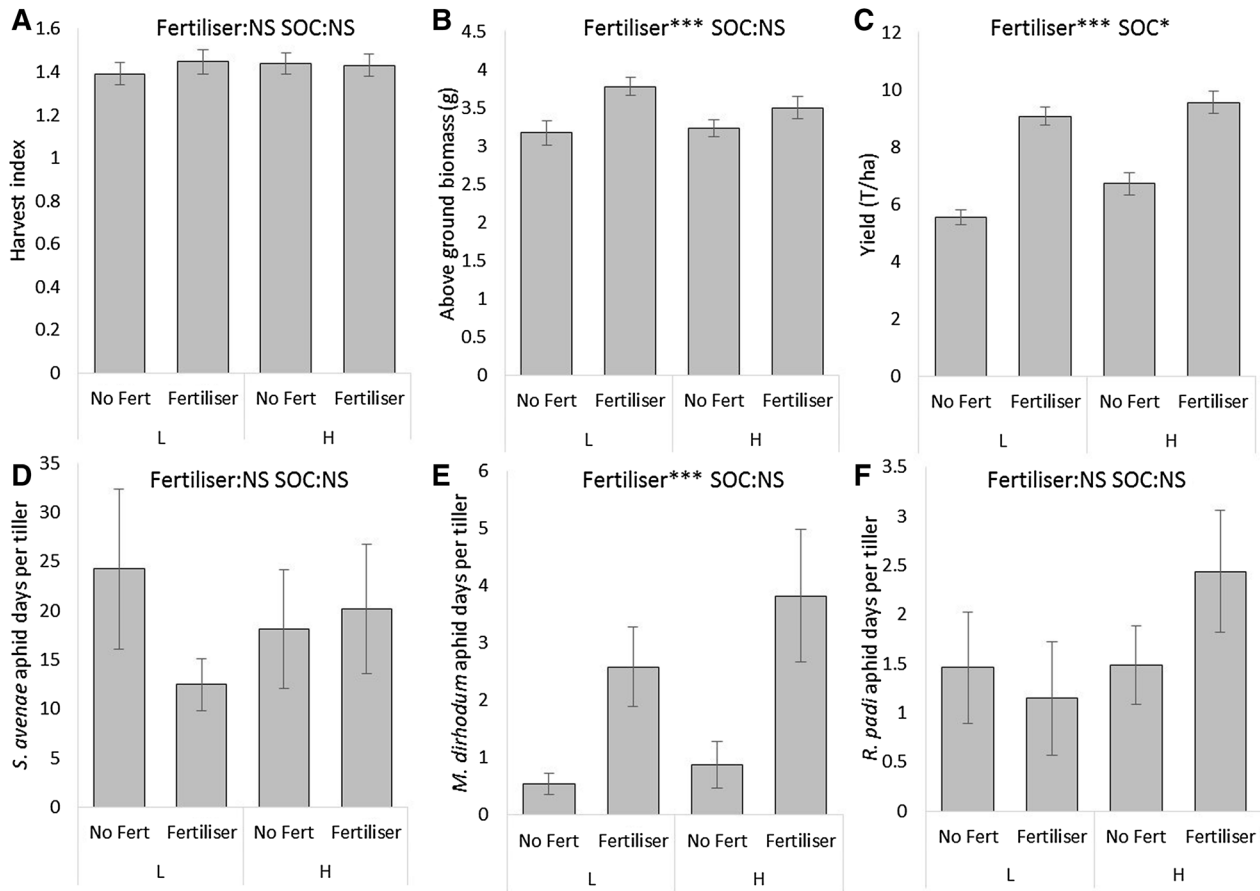 A
Fertiliser:NS SOC:NS
Harvest index
1.6
1.4
1.2
1
0.8
0.6
0.4
0.2
0
No Fert Fertiliser No Fert Fertiliser
L H
B
Fertiliser*** SOC:NS
Above ground biomass (g)
4.5
4
3.5
3
2.5
2
1.5
1
0.5
0
No Fert Fertiliser No Fert Fertiliser
L H
C
Fertiliser*** SOC*
Yield (T/ha)
12
10
8
6
4
2
0
No Fert Fertiliser No Fert Fertiliser
L H
D
Fertiliser:NS SOC:NS
S. avenae aphid days per tiller
35
30
25
20
15
10
5
0
No Fert Fertiliser No Fert Fertiliser
L H
E
Fertiliser*** SOC:NS
M. dirhodum aphid days per tiller
6
5
4
3
2
1
0
No Fert Fertiliser No Fert Fertiliser
L H
F
Fertiliser:NS SOC:NS
R. padi aphid days per tiller
3.5
3
2.5
2
1.5
1
0.5
0
No Fert Fertiliser No Fert Fertiliser
L H